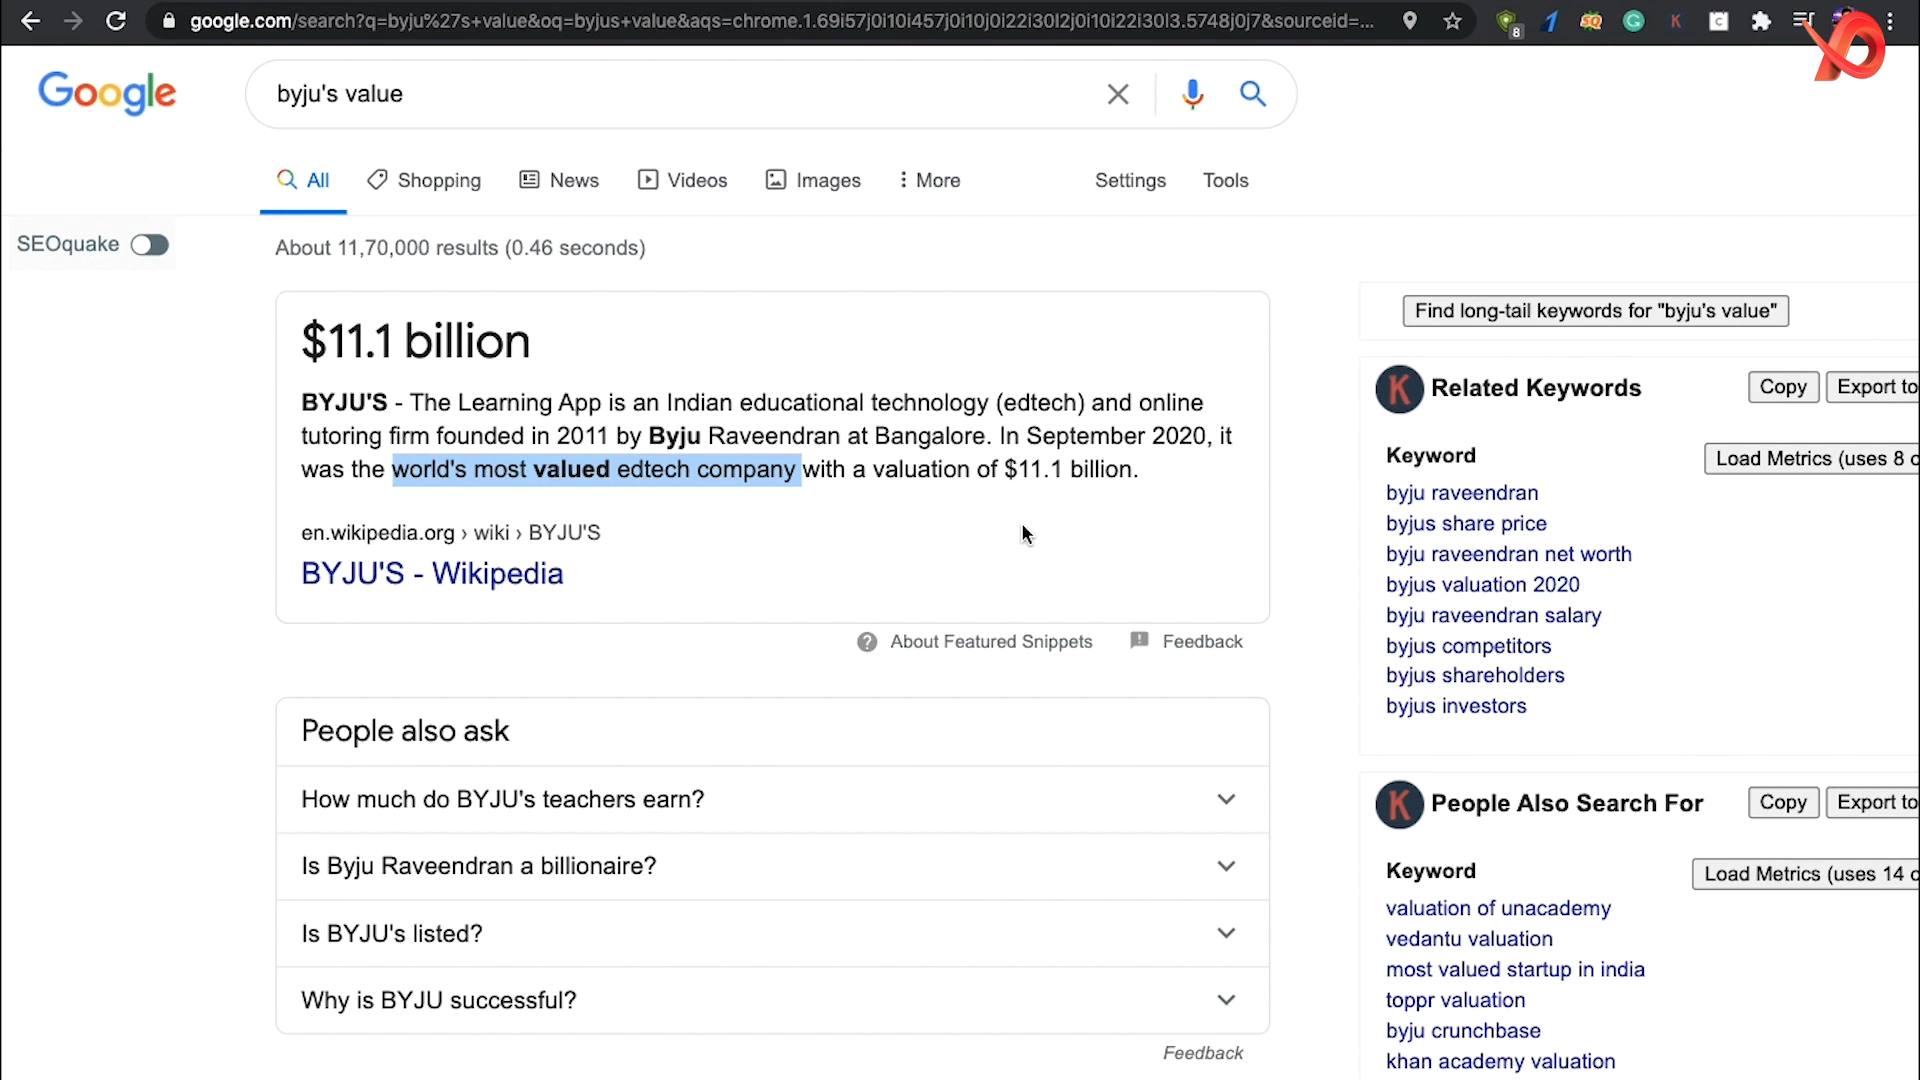 google.com/search?q=byju%27s+value&oq=byjus+value&aqs=chrome.1.69i57j0i10i457j0i10j0i22i30l2j0i10i22i30l3.5748j0j7&sourceid=...
8
Google
byju's value
All
Shopping
News
Videos
Images
More
Settings
Tools
SEOquake
About 11,70,000 results (0.46 seconds)
$11.1 billion
BYJU'S - The Learning App is an Indian educational technology (edtech) and online
tutoring firm founded in 2011 by Byju Raveendran at Bangalore. In September 2020, it
was the world's most valued edtech company with a valuation of $11.1 billion.
en.wikipedia.org › wiki › BYJU'S
BYJU'S - Wikipedia
About Featured Snippets
Feedback
People also ask
How much do BYJU's teachers earn?
Is Byju Raveendran a billionaire?
Is BYJU's listed?
Why is BYJU successful?
Feedback
Find long-tail keywords for "byju's value"
K Related Keywords
Copy
Export to
Keyword
Load Metrics (uses 8 c
byju raveendran
byjus share price
byju raveendran net worth
byjus valuation 2020
byju raveendran salary
byjus competitors
byjus shareholders
byjus investors
K People Also Search For
Copy
Export to
Keyword
Load Metrics (uses 14 c
valuation of unacademy
vedantu valuation
most valued startup in india
toppr valuation
byju crunchbase
khan academy valuation